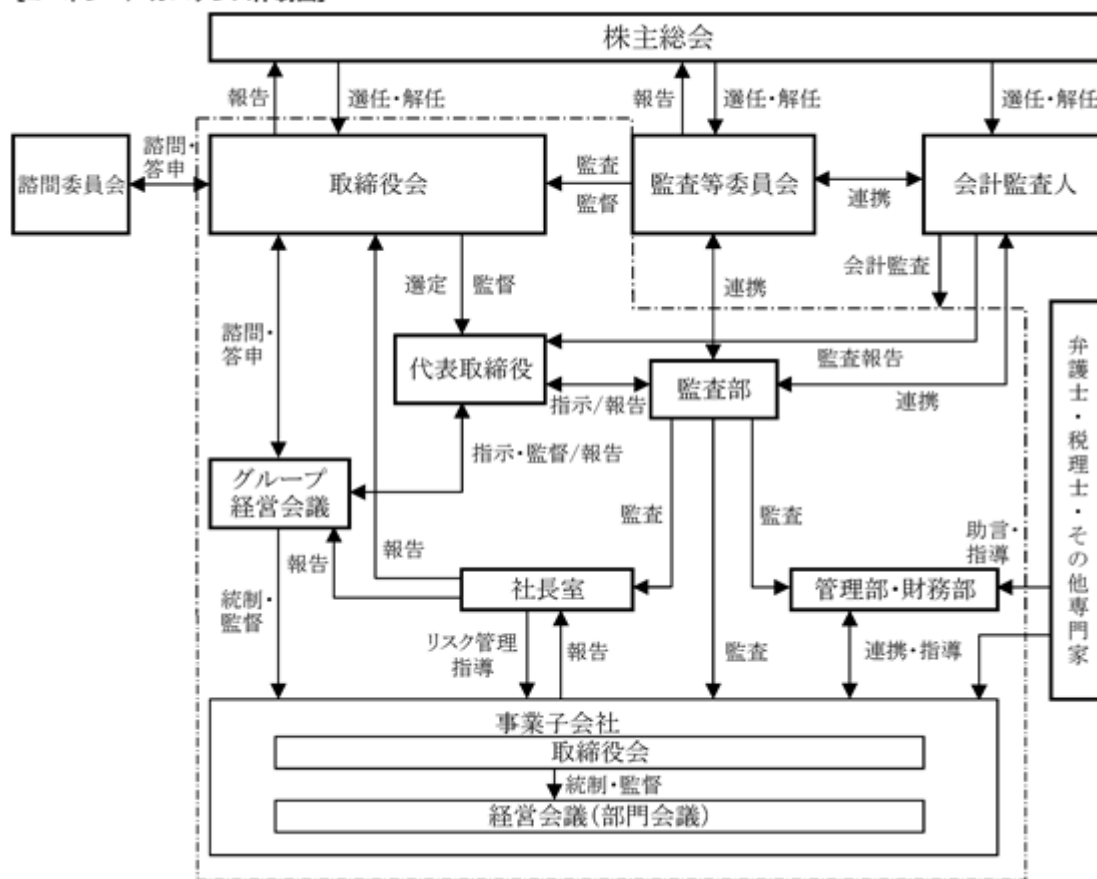 株主総会
報告
選任・解任
報告
選任・解任
選任・解任
諮問委員会
諮問・
答申
取締役会
監査
監督
監査等委員会
連携
会計監査人
選定
監督
連携
会計監査
諮問・
答申
代表取締役
監査報告
指示/報告
監査部
連携
弁護士・税理士・その他専門家
指示・監督/報告
グループ
経営会議
監査
監査
助言・
指導
報告
報告
社長室
管理部・財務部
統制・
監督
リスク管理
指導
報告
監査
連携・指導
事業子会社
取締役会
統制・監督
経営会議(部門会議)